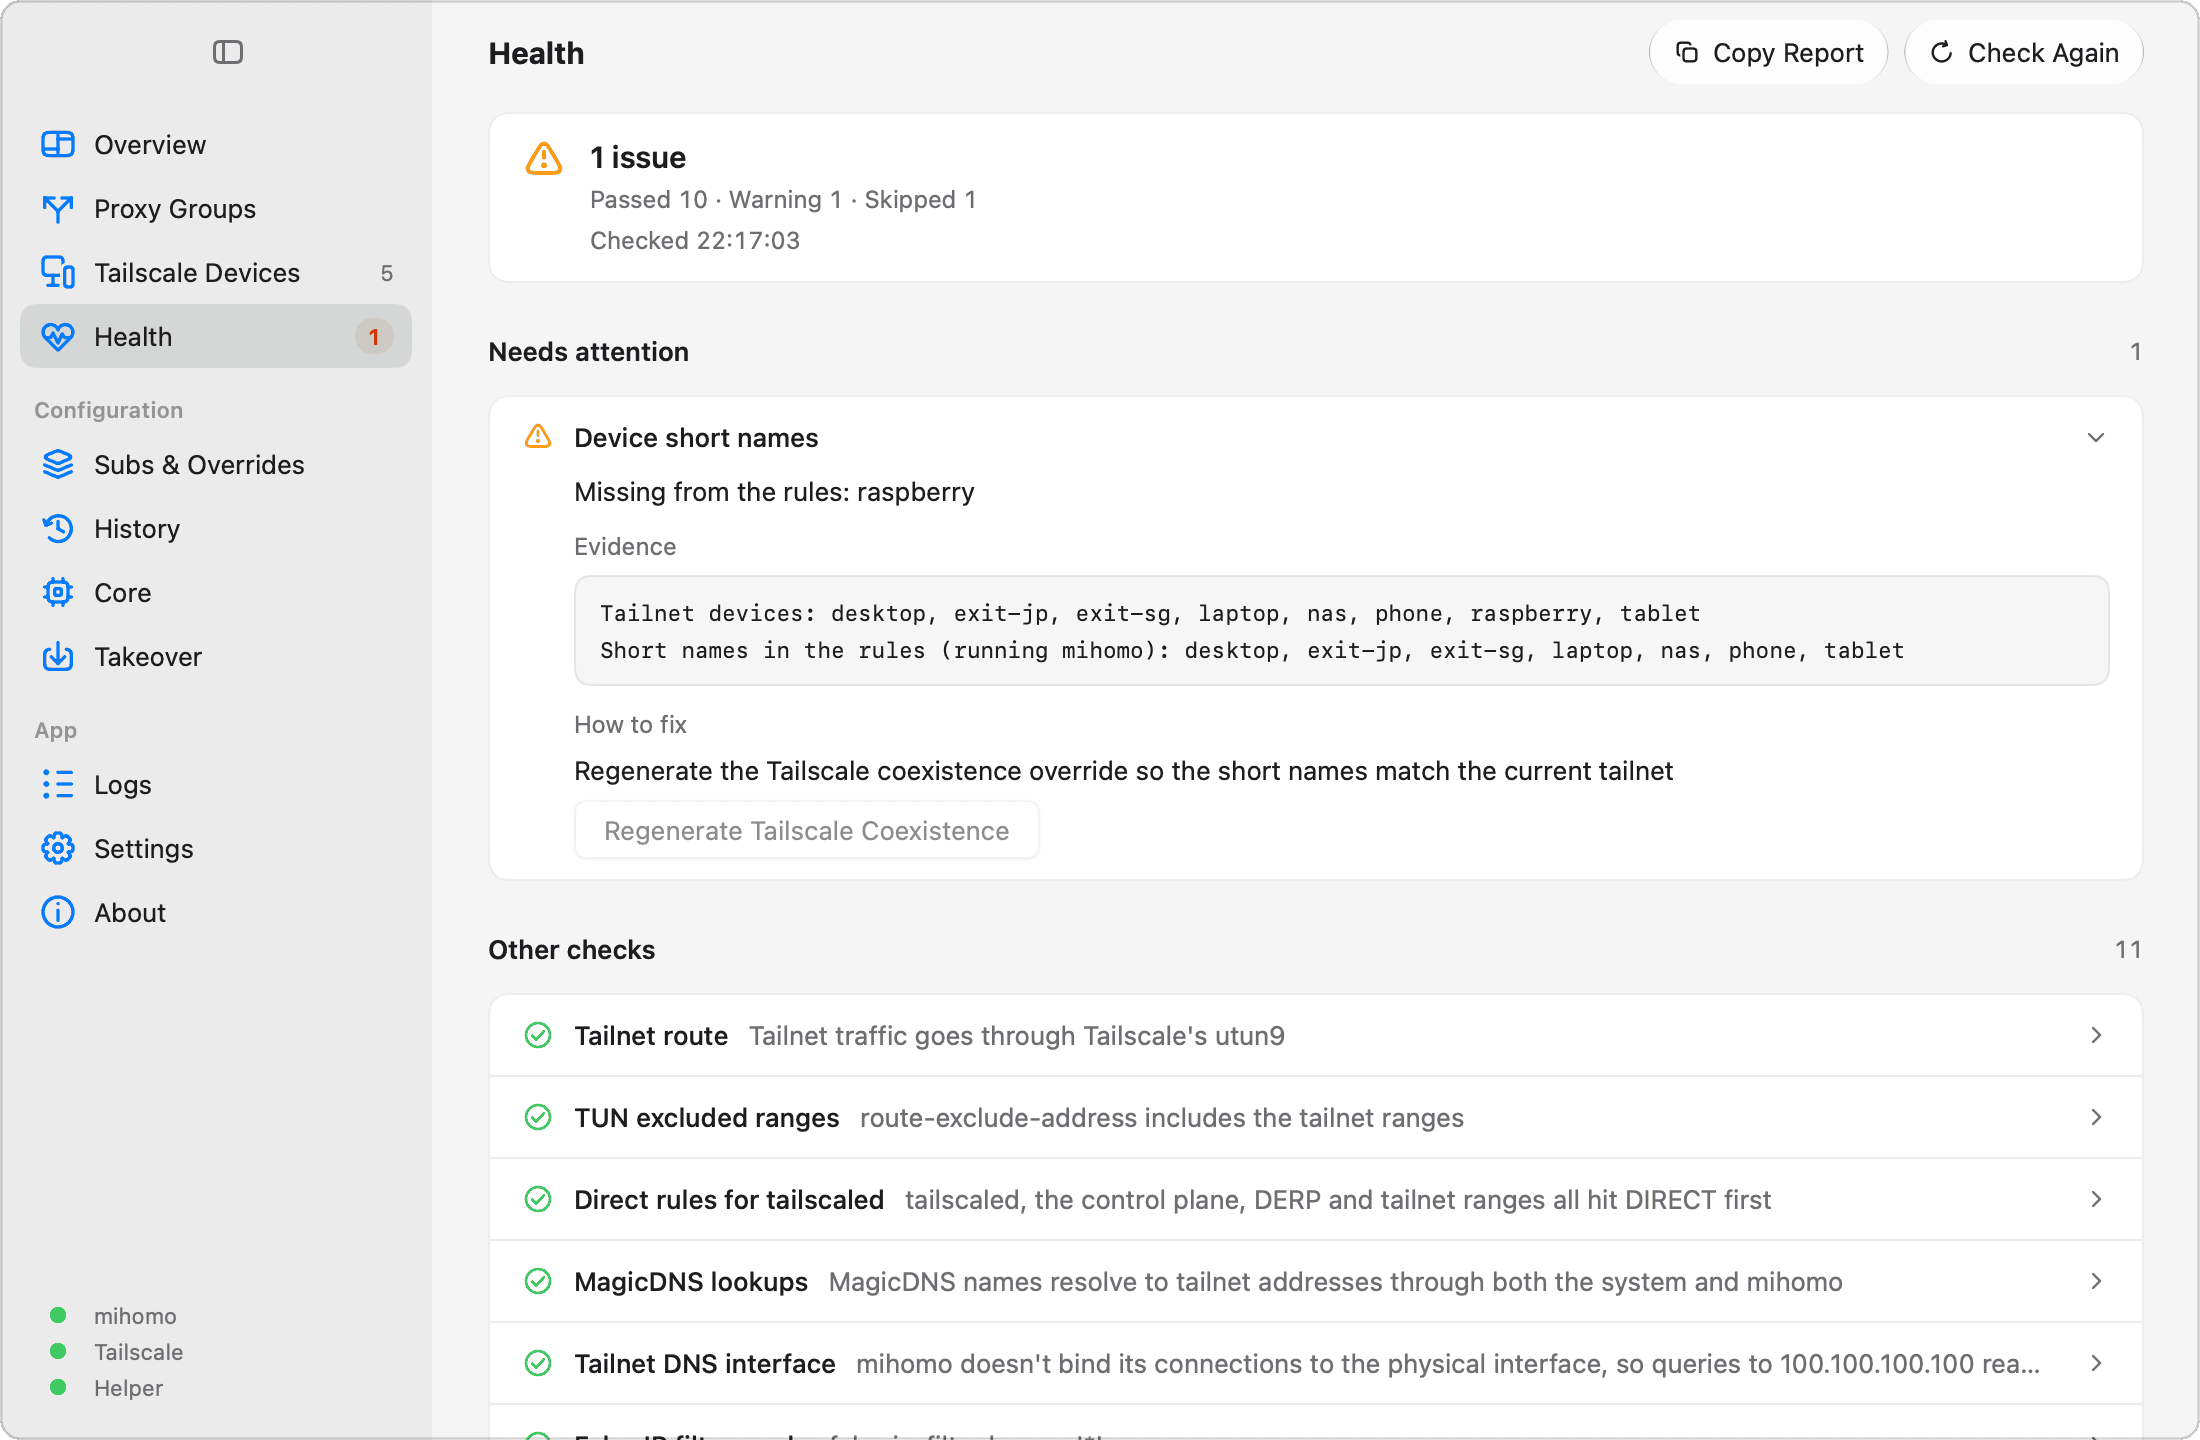 Overview
Proxy Groups
Tailscale Devices 5
Health 1
Configuration
Subs & Overrides
History
Core
Takeover
App
Logs
Settings
About
mihomo
Tailscale
Helper
Health
Copy Report
Check Again
1 issue
Passed 10 · Warning 1 · Skipped 1
Checked 22:17:03
Needs attention 1
Device short names
Missing from the rules: raspberry
Evidence
Tailnet devices: desktop, exit-jp, exit-sg, laptop, nas, phone, raspberry, tablet
Short names in the rules (running mihomo): desktop, exit-jp, exit-sg, laptop, nas, phone, tablet
How to fix
Regenerate the Tailscale coexistence override so the short names match the current tailnet
Regenerate Tailscale Coexistence
Other checks 11
Tailnet route Tailnet traffic goes through Tailscale's utun9
TUN excluded ranges route-exclude-address includes the tailnet ranges
Direct rules for tailscaled tailscaled, the control plane, DERP and tailnet ranges all hit DIRECT first
MagicDNS lookups MagicDNS names resolve to tailnet addresses through both the system and mihomo
Tailnet DNS interface mihomo doesn't bind its connections to the physical interface, so queries to 100.100.100.100 rea...